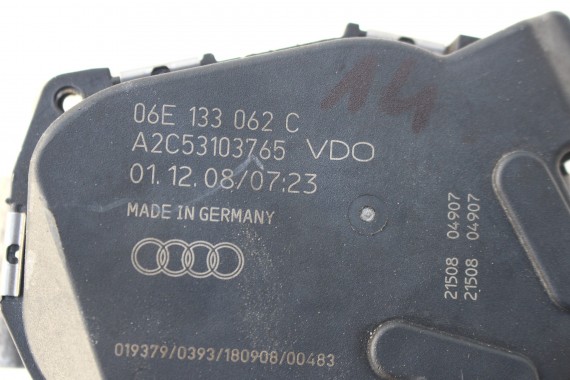 14
06E 133 062 C
A2C53103765 VDO
01.12.08/07:23
MADE IN GERMANY
019379/0393/180908/00483
21508 04907
21508 04907